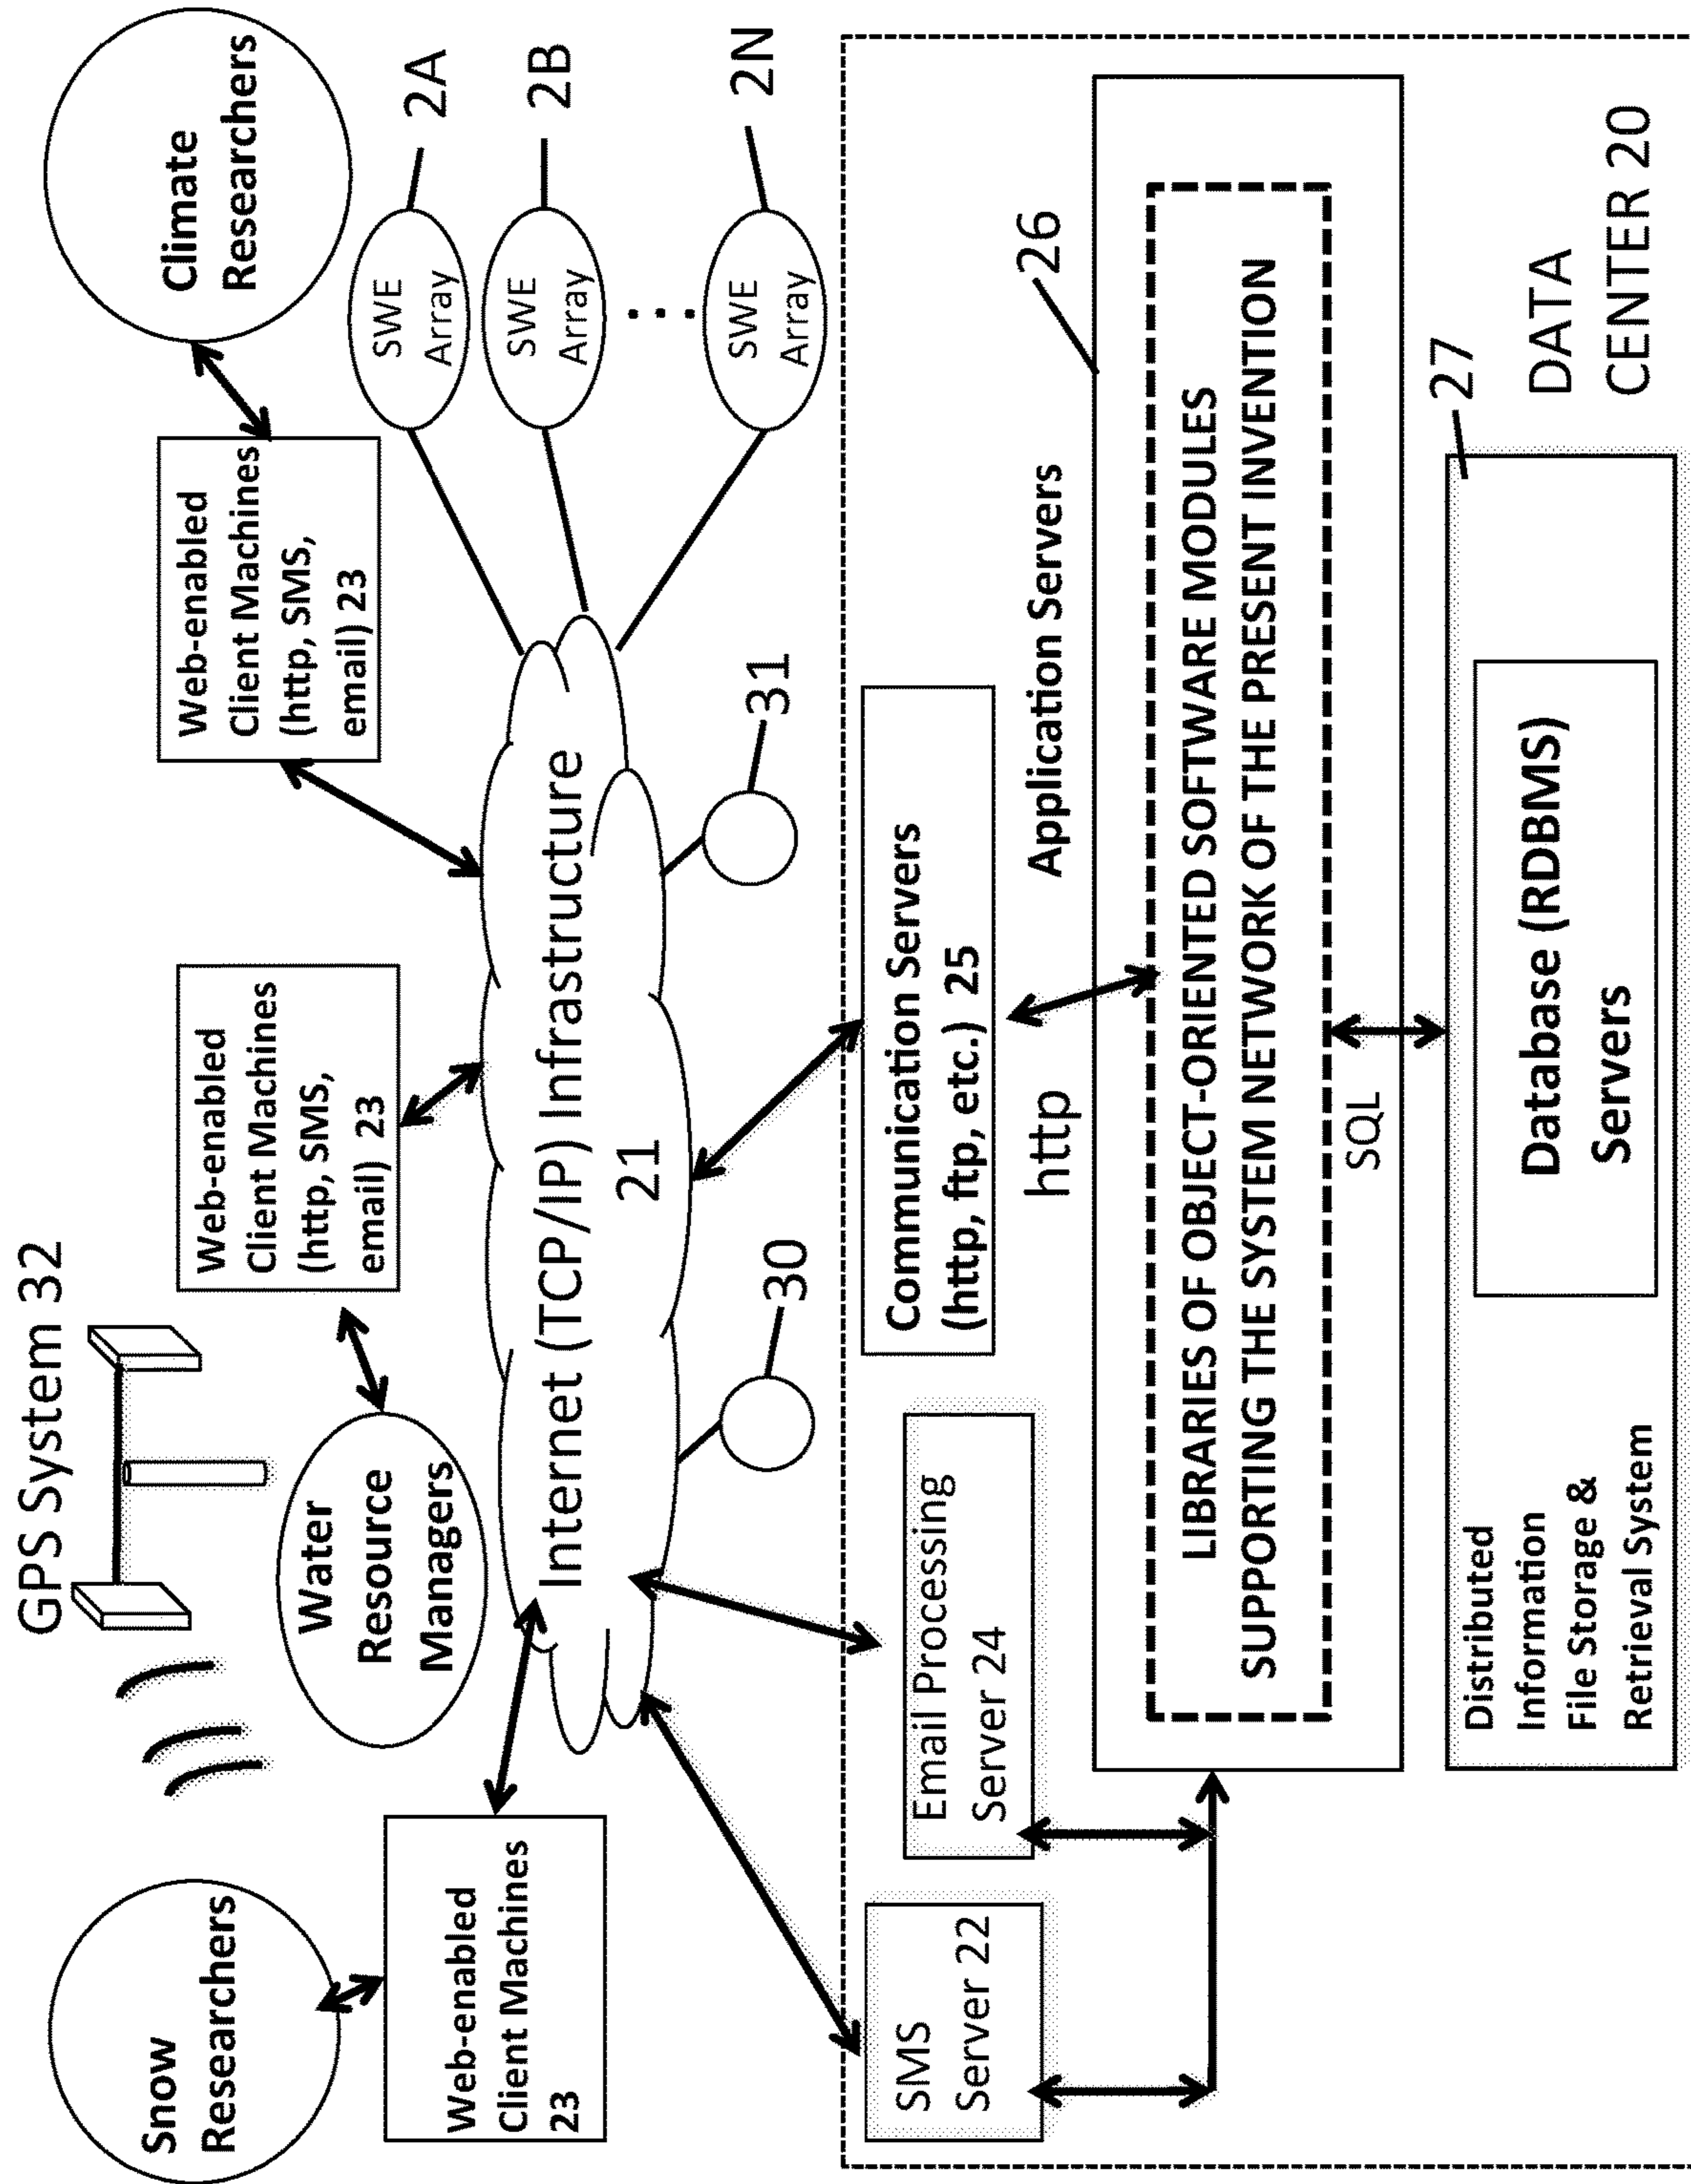 GPS System 32
Snow
Researchers
Water
Resource
Managers
Climate
Researchers
Web-enabled
Client Machines
23
Web-enabled
Client Machines
(http, SMS,
email) 23
Web-enabled
Client Machines
(http, SMS,
email) 23
Internet (TCP/IP) Infrastructure
21
SWE
Array
2A
SWE
Array
2B
SWE
Array
2N
30
31
SMS
Server 22
Email Processing
Server 24
Communication Servers
(http, ftp, etc.) 25
http
Application Servers
26
LIBRARIES OF OBJECT-ORIENTED SOFTWARE MODULES
SUPPORTING THE SYSTEM NETWORK OF THE PRESENT INVENTION
SQL
27
Distributed
Information
File Storage &
Retrieval System
Database (RDBMS)
Servers
DATA
CENTER 20